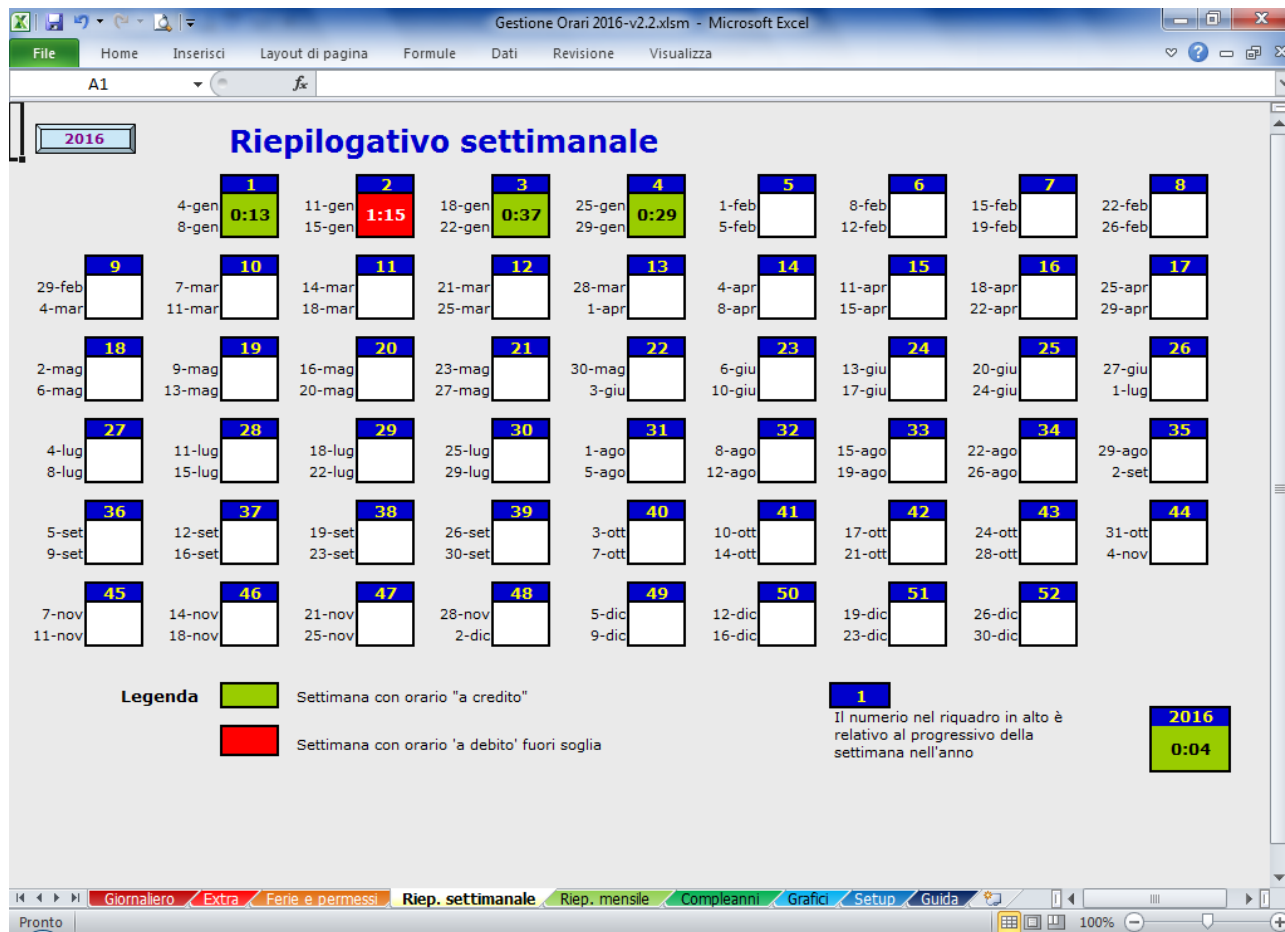 Gestione Orari 2016-v2.2.xlsm - Microsoft Excel
File Home Inserisci Layout di pagina Formule Dati Revisione Visualizza
A1 fx
2016 Riepilogativo settimanale
1 2 3 4 5 6 7 8
4-gen 0:13 11-gen 1:15 18-gen 0:37 25-gen 0:29 1-feb 8-feb 15-feb 22-feb
8-gen 15-gen 22-gen 29-gen 5-feb 12-feb 19-feb 26-feb
9 10 11 12 13 14 15 16 17
29-feb 7-mar 14-mar 21-mar 28-mar 4-apr 11-apr 18-apr 25-apr
4-mar 11-mar 18-mar 25-mar 1-apr 8-apr 15-apr 22-apr 29-apr
18 19 20 21 22 23 24 25 26
2-mag 9-mag 16-mag 23-mag 30-mag 6-giu 13-giu 20-giu 27-giu
6-mag 13-mag 20-mag 27-mag 3-giu 10-giu 17-giu 24-giu 1-lug
27 28 29 30 31 32 33 34 35
4-lug 11-lug 18-lug 25-lug 1-ago 8-ago 15-ago 22-ago 29-ago
8-lug 15-lug 22-lug 29-lug 5-ago 12-ago 19-ago 26-ago 2-set
36 37 38 39 40 41 42 43 44
5-set 12-set 19-set 26-set 3-ott 10-ott 17-ott 24-ott 31-ott
9-set 16-set 23-set 30-set 7-ott 14-ott 21-ott 28-ott 4-nov
45 46 47 48 49 50 51 52
7-nov 14-nov 21-nov 28-nov 5-dic 12-dic 19-dic 26-dic
11-nov 18-nov 25-nov 2-dic 9-dic 16-dic 23-dic 30-dic
Legenda Settimana con orario "a credito"
Settimana con orario 'a debito' fuori soglia
1
Il numerio nel riquadro in alto è
relativo al progressivo della
settimana nell'anno
2016
0:04
Giornaliero Extra Ferie e permessi Riep. settimanale Riep. mensile Compleanni Grafici Setup Guida
Pronto 100%